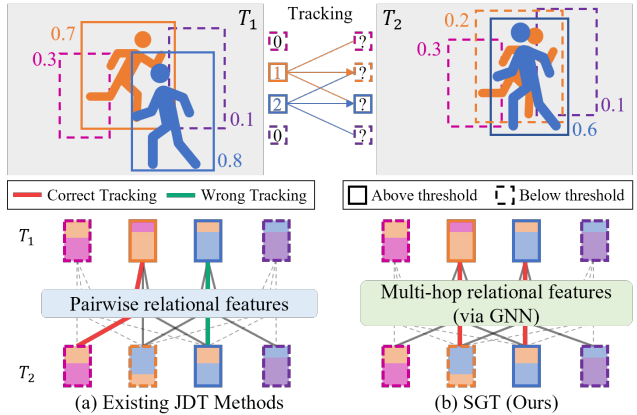 T1
0.7
0.3
0.1
0.8
Tracking
0
?
1
?
2
?
0
?
T2
0.2
0.3
0.1
0.6
Correct Tracking
Wrong Tracking
Above threshold
Below threshold
T1
Pairwise relational features
Multi-hop relational features
(via GNN)
T2
(a) Existing JDT Methods
(b) SGT (Ours)